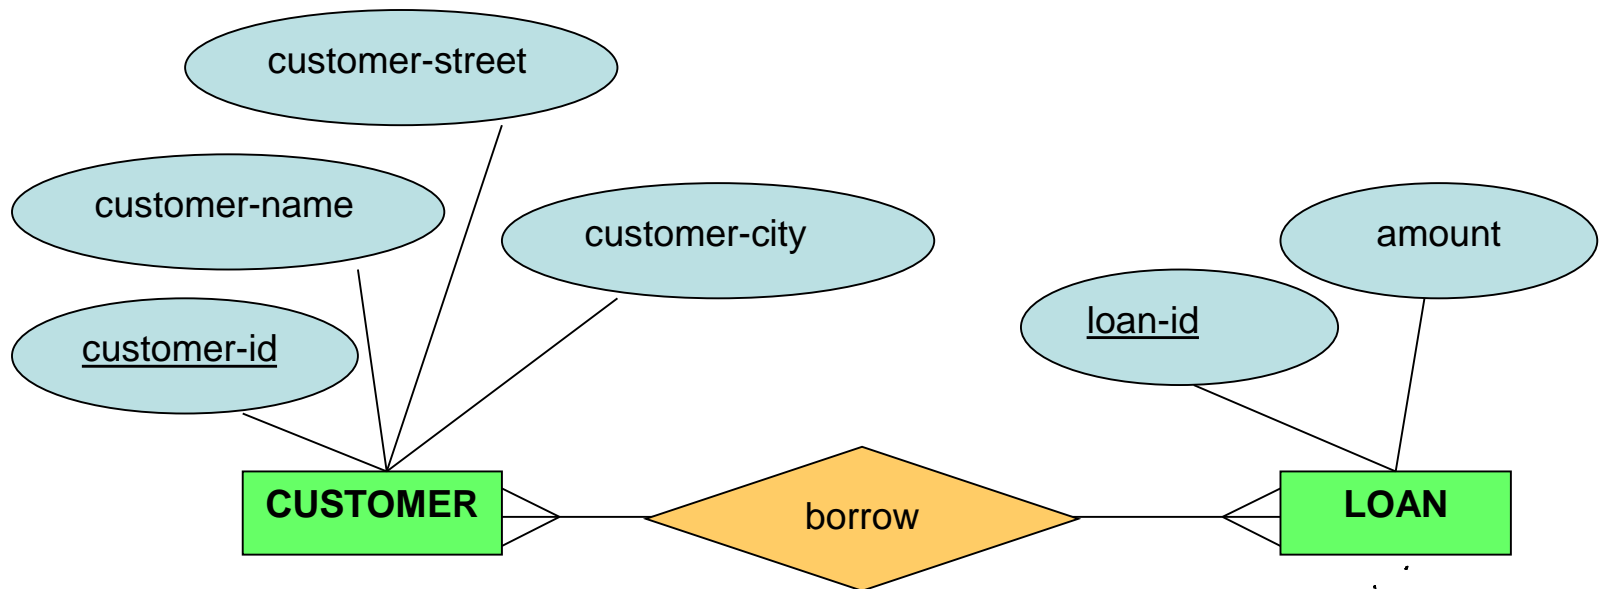 customer-street
customer-name
customer-city
amount
customer-id
loan-id
CUSTOMER
borrow
LOAN